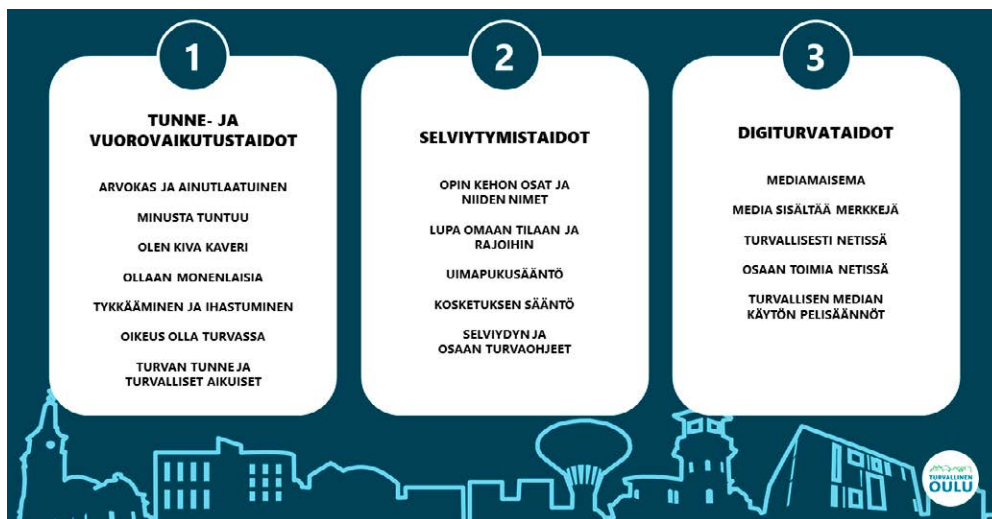 1
TUNNE- JA
VUOROVAIKUTUSTAIDOT
ARVOKAS JA AINUTLAATUINEN
MINUSTA TUNTUU
OLEN KIVA KAVERI
OLLAAN MONENLAISIA
TYKKÄÄMINEN JA IHASTUMINEN
OIKEUS OLLA TURVASSA
TURVAN TUNNE JA
TURVALLISET AIKUISET
2
SELVIYTYMISTAIDOT
OPIN KEHON OSAT JA
NIIDEN NIMET
LUPA OMAAN TILAAN JA
RAJOIHIN
UIMAPUKUSÄÄNTÖ
KOSKETUKSEN SÄÄNTÖ
SELVIYDYN JA
OSAAN TURVAOHJEET
3
DIGITURVATAIDOT
MEDIAMAISEMA
MEDIA SISÄLTÄÄ MERKKEJÄ
TURVALLISESTI NETISSÄ
OSAAN TOIMIA NETISSÄ
TURVALLISEN MEDIAN
KÄYTÖN PELISÄÄNNÖT
TURVALLINEN
OULU